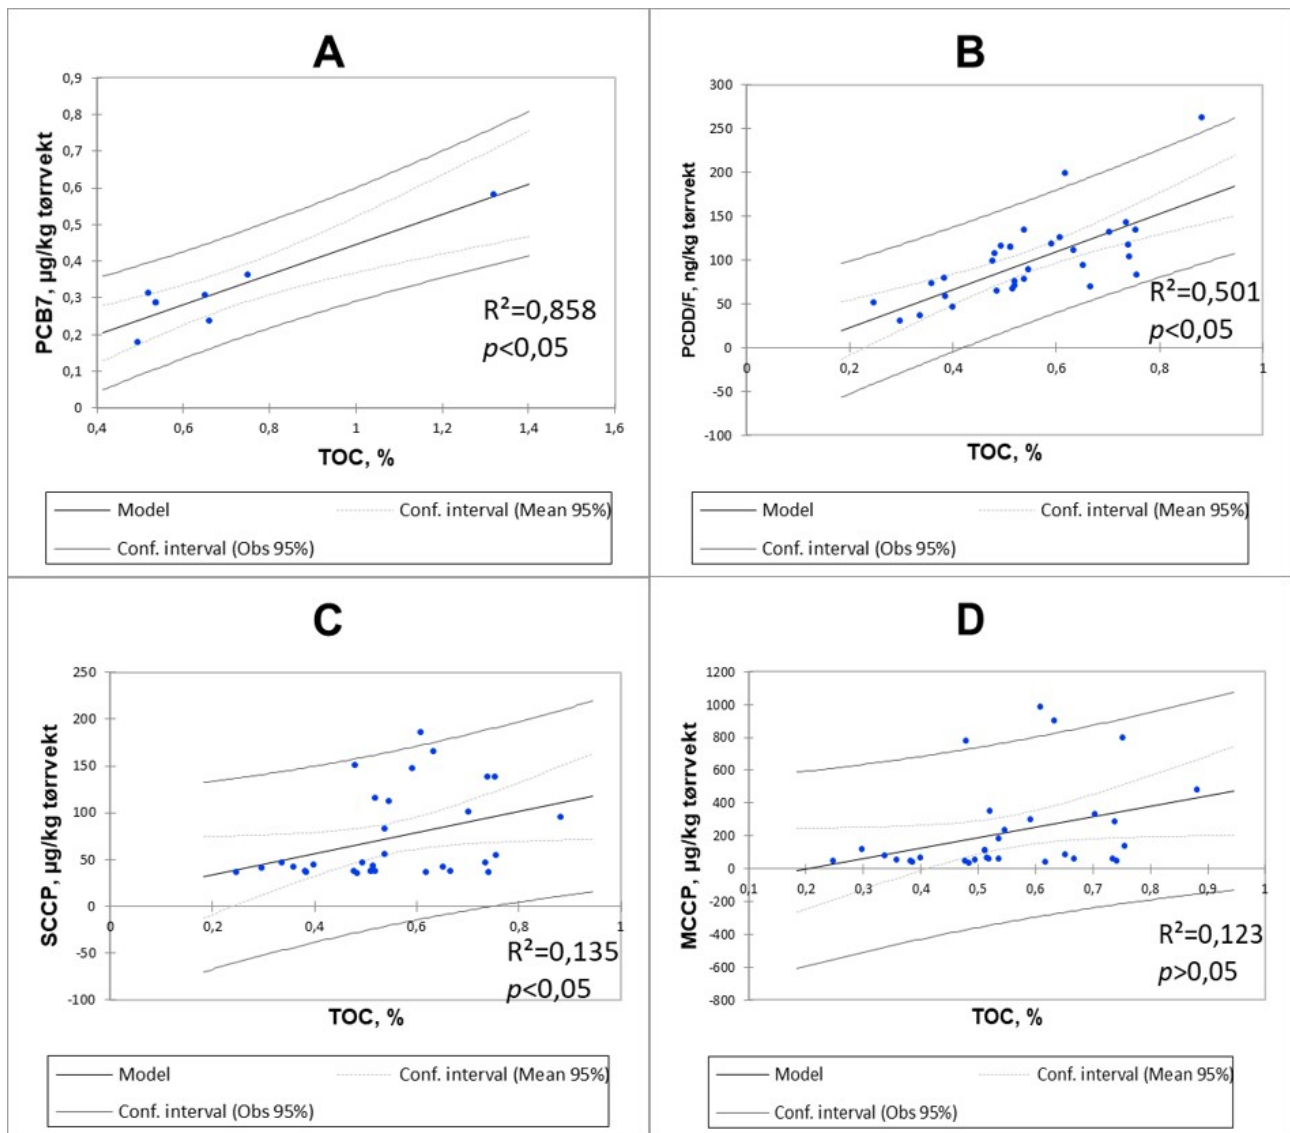 A
0,9
0,8
0,7
0,6
0,5
0,4
0,3
0,2
0,1
0
PCB7, µg/kg tørrvekt
R²=0,858
p<0,05
0,4 0,6 0,8 1 1,2 1,4 1,6
TOC, %
Model Conf. interval (Mean 95%)
Conf. interval (Obs 95%)
B
300
250
200
150
100
50
0
-50
-100
PCDD/F, ng/kg tørrvekt
R²=0,501
p<0,05
0 0,2 0,4 0,6 0,8 1
TOC, %
Model Conf. interval (Mean 95%)
Conf. interval (Obs 95%)
C
250
200
150
100
50
0
-50
-100
SCCP, µg/kg tørrvekt
0 0,2 0,4 0,6 0,8 1
R²=0,135
p<0,05
TOC, %
Model Conf. interval (Mean 95%)
Conf. interval (Obs 95%)
D
1200
1000
800
600
400
200
0
-200
-400
-600
-800
MCCP, µg/kg tørrvekt
0,1 0,2 0,3 0,4 0,5 0,6 0,7 0,8 0,9 1
R²=0,123
p>0,05
TOC, %
Model Conf. interval (Mean 95%)
Conf. interval (Obs 95%)